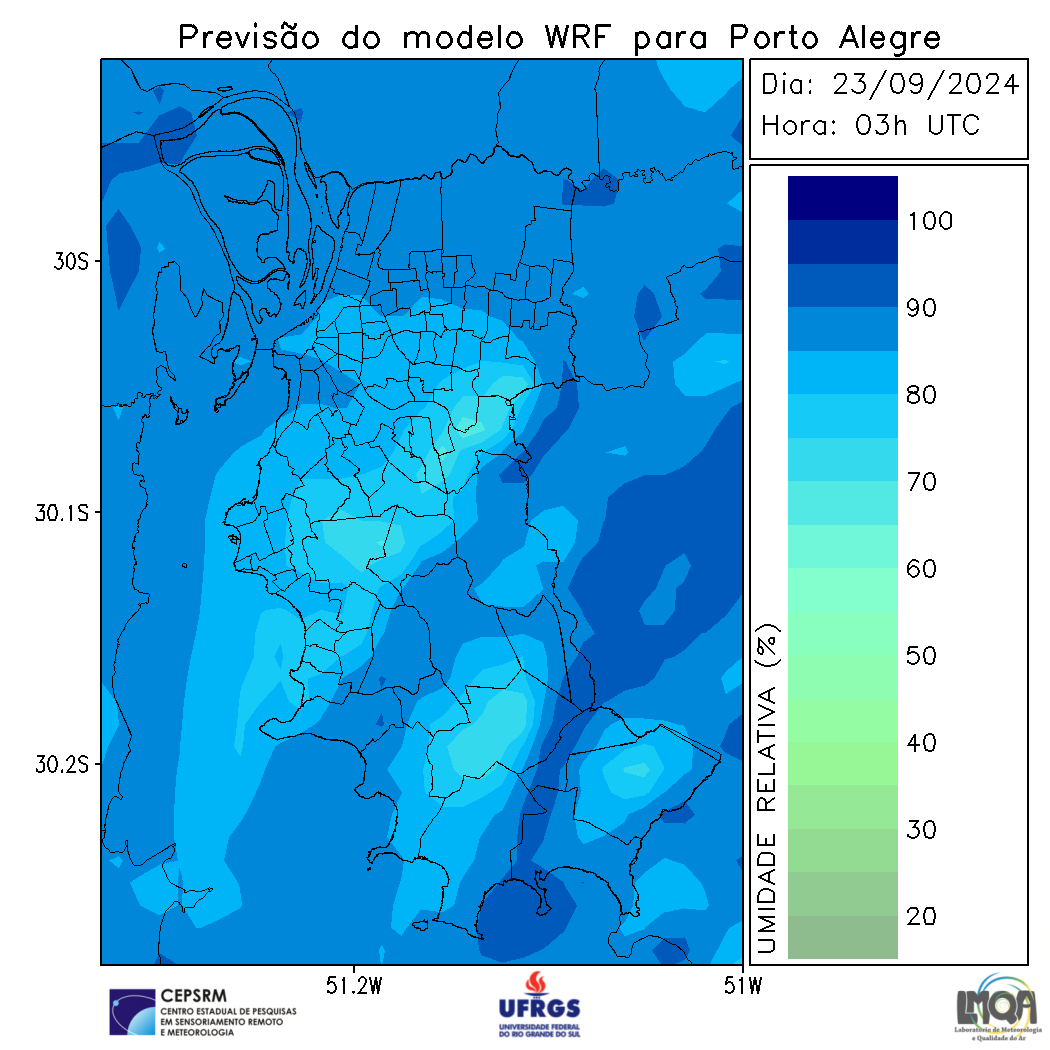 Previsão do modelo WRF para Porto Alegre
Dia: 23/09/2024
Hora: 03h UTC
30S
30.1S
30.2S
51.2W
51W
100
90
80
70
60
50
40
30
20
UMIDADE RELATIVA (%)
CEPSRM
CENTRO ESTADUAL DE PESQUISAS
EM SENSORIAMENTO REMOTO
E METEOROLOGIA
UFRGS
UNIVERSIDADE FEDERAL
DO RIO GRANDE DO SUL
LMQA
Laboratório de Meteorologia
e Qualidade do Ar